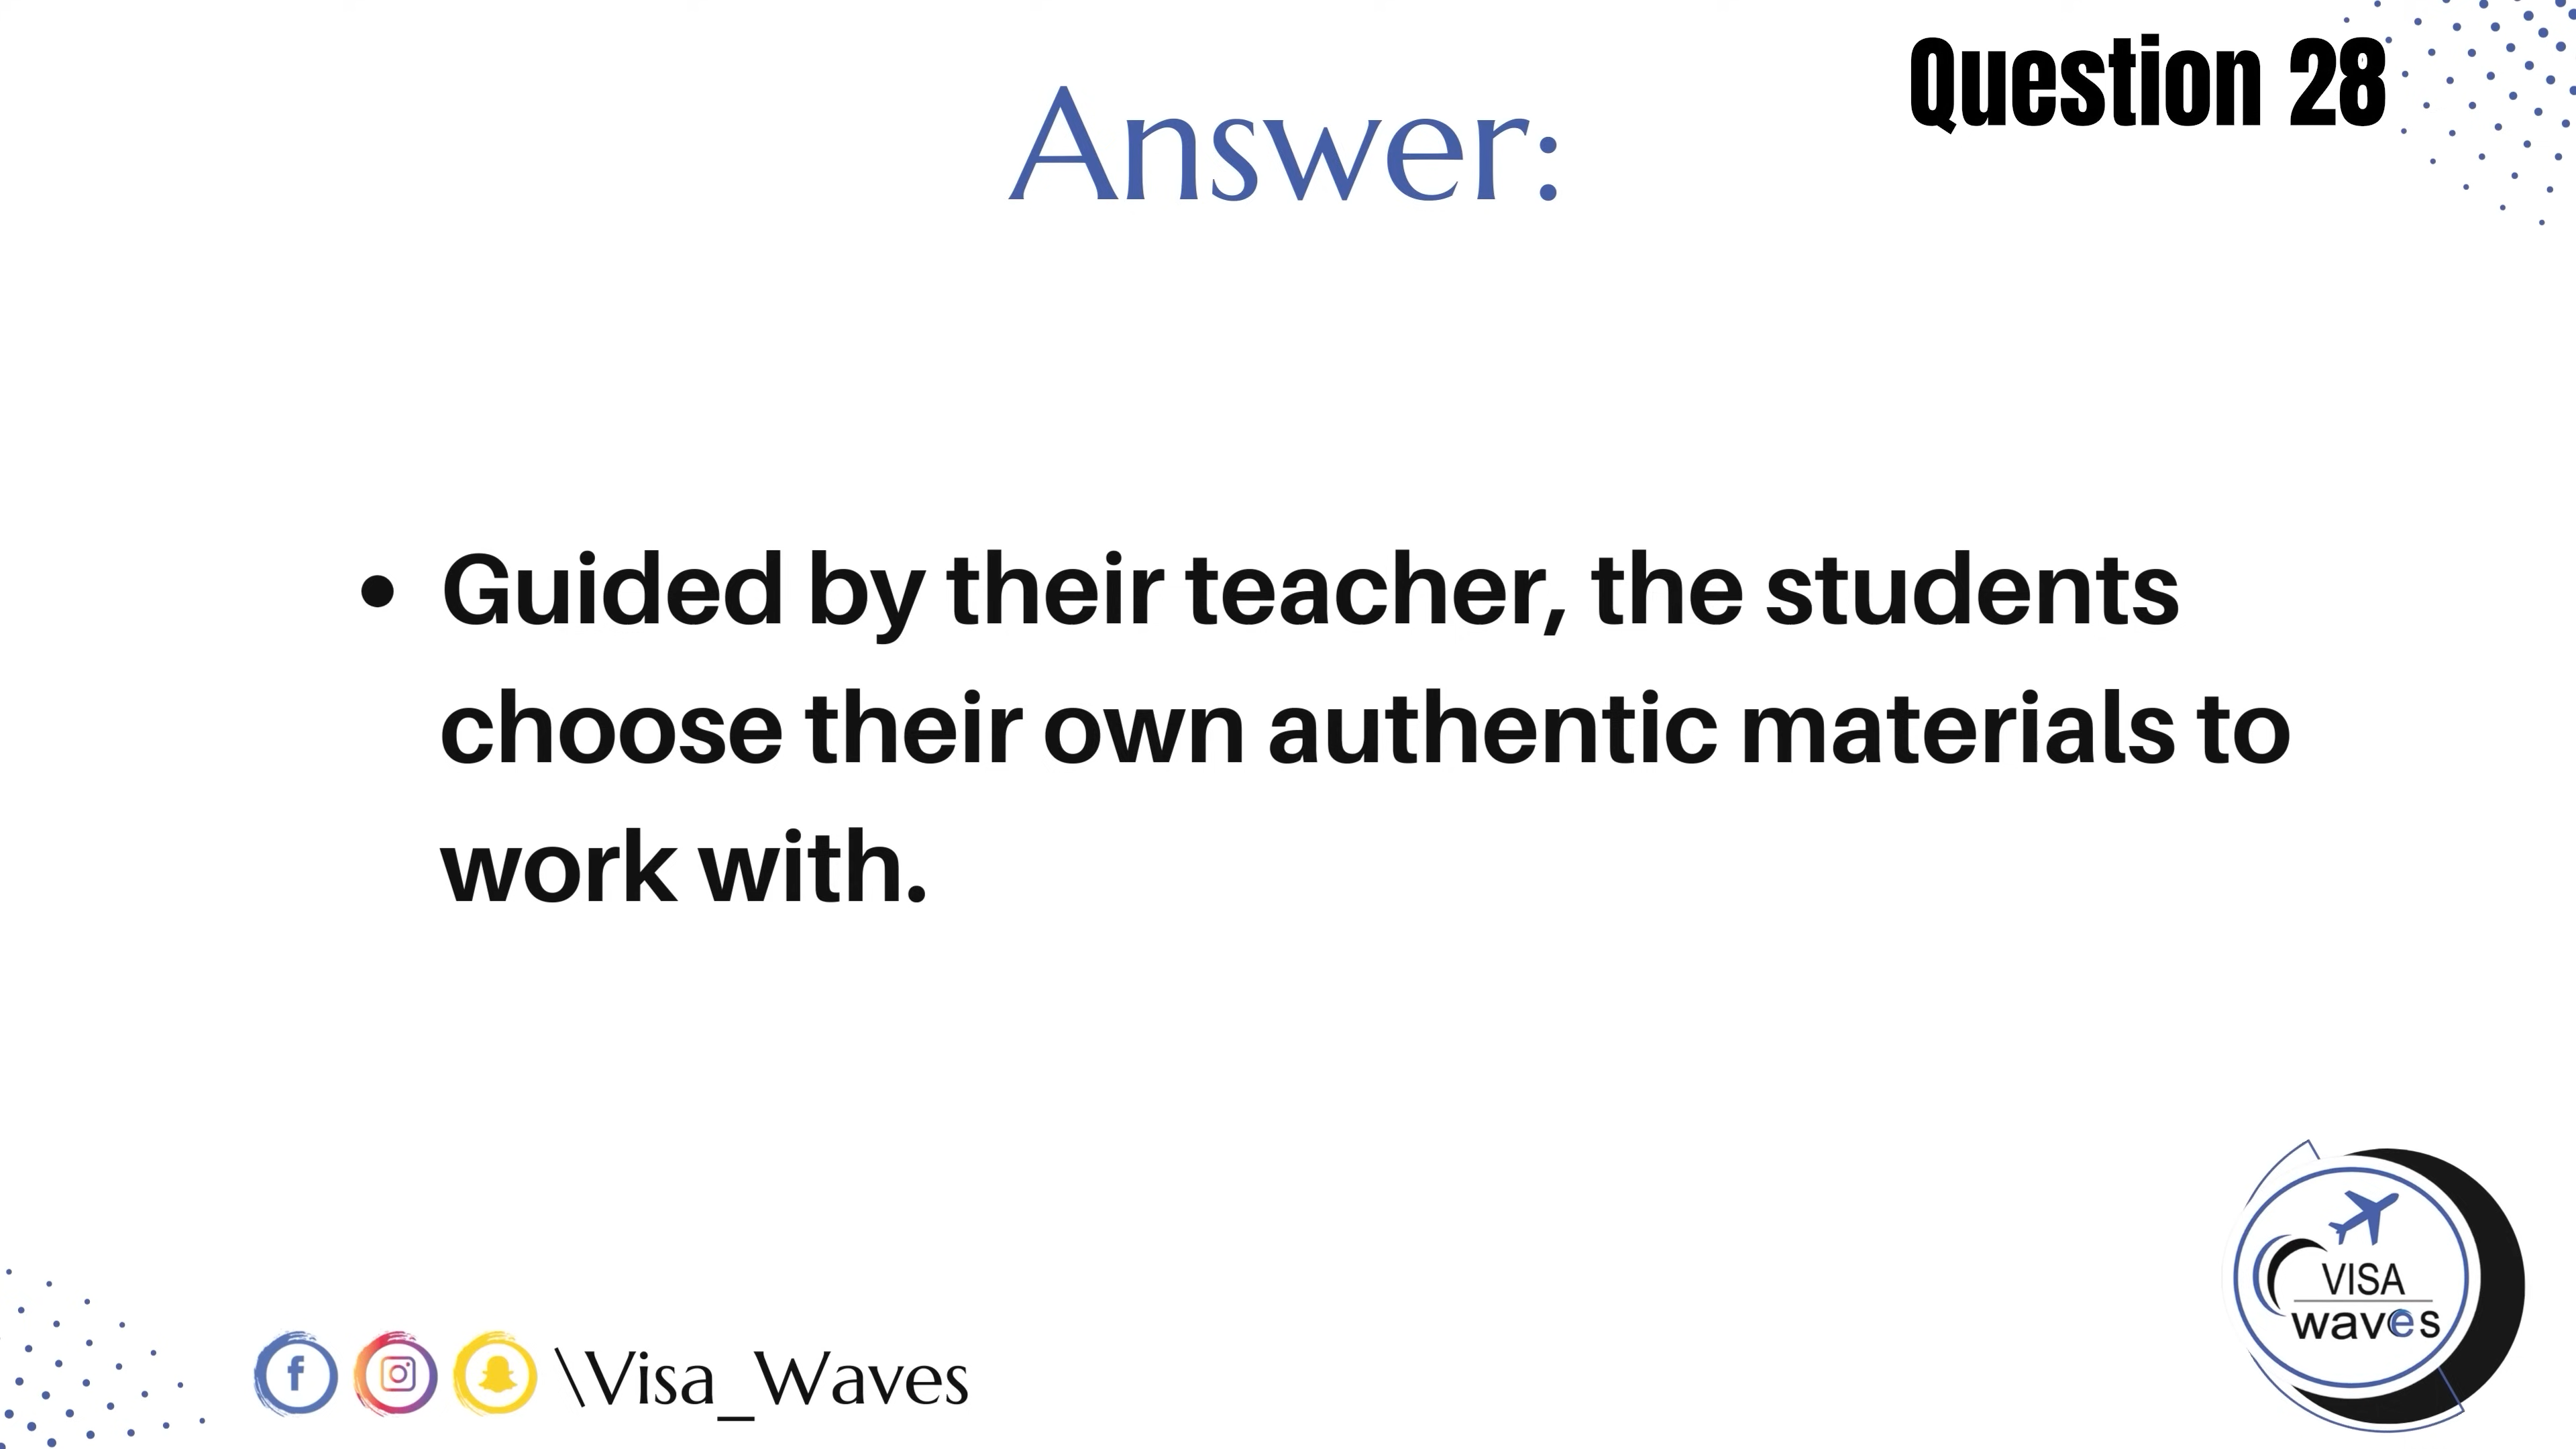 Question 28
Answer:
• Guided by their teacher, the students
choose their own authentic materials to
work with.
VISA
waves
\Visa_Waves